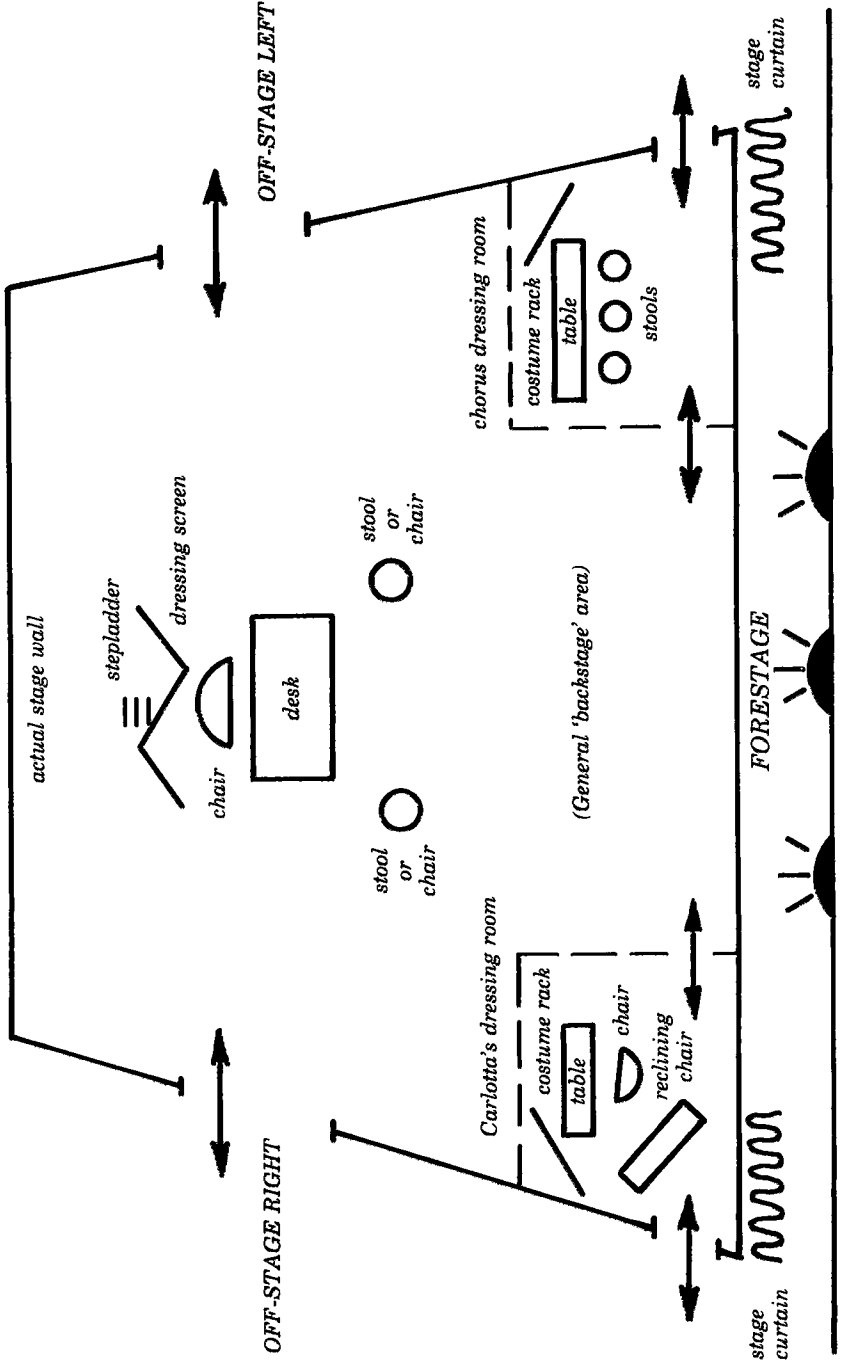 actual stage wall
stepladder
dressing screen
chair
desk
OFF-STAGE RIGHT
OFF-STAGE LEFT
stool
or
chair
stool
or
chair
Carlotta's dressing room
costume rack
table
chair
reclining
chair
(General 'backstage' area)
chorus dressing room
costume rack
table
stools
stage
curtain
FORESTAGE
stage
curtain